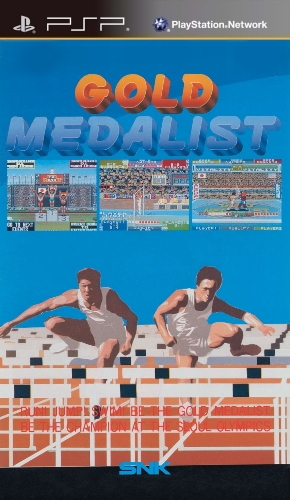 PSP
PlayStation Network
GOLD
MEDALIST
RUN! JUMP! SWIM! BE THE GOLD MEDALIST
BE THE CHAMPION AT THE SEOUL OLYMPICS
SNK